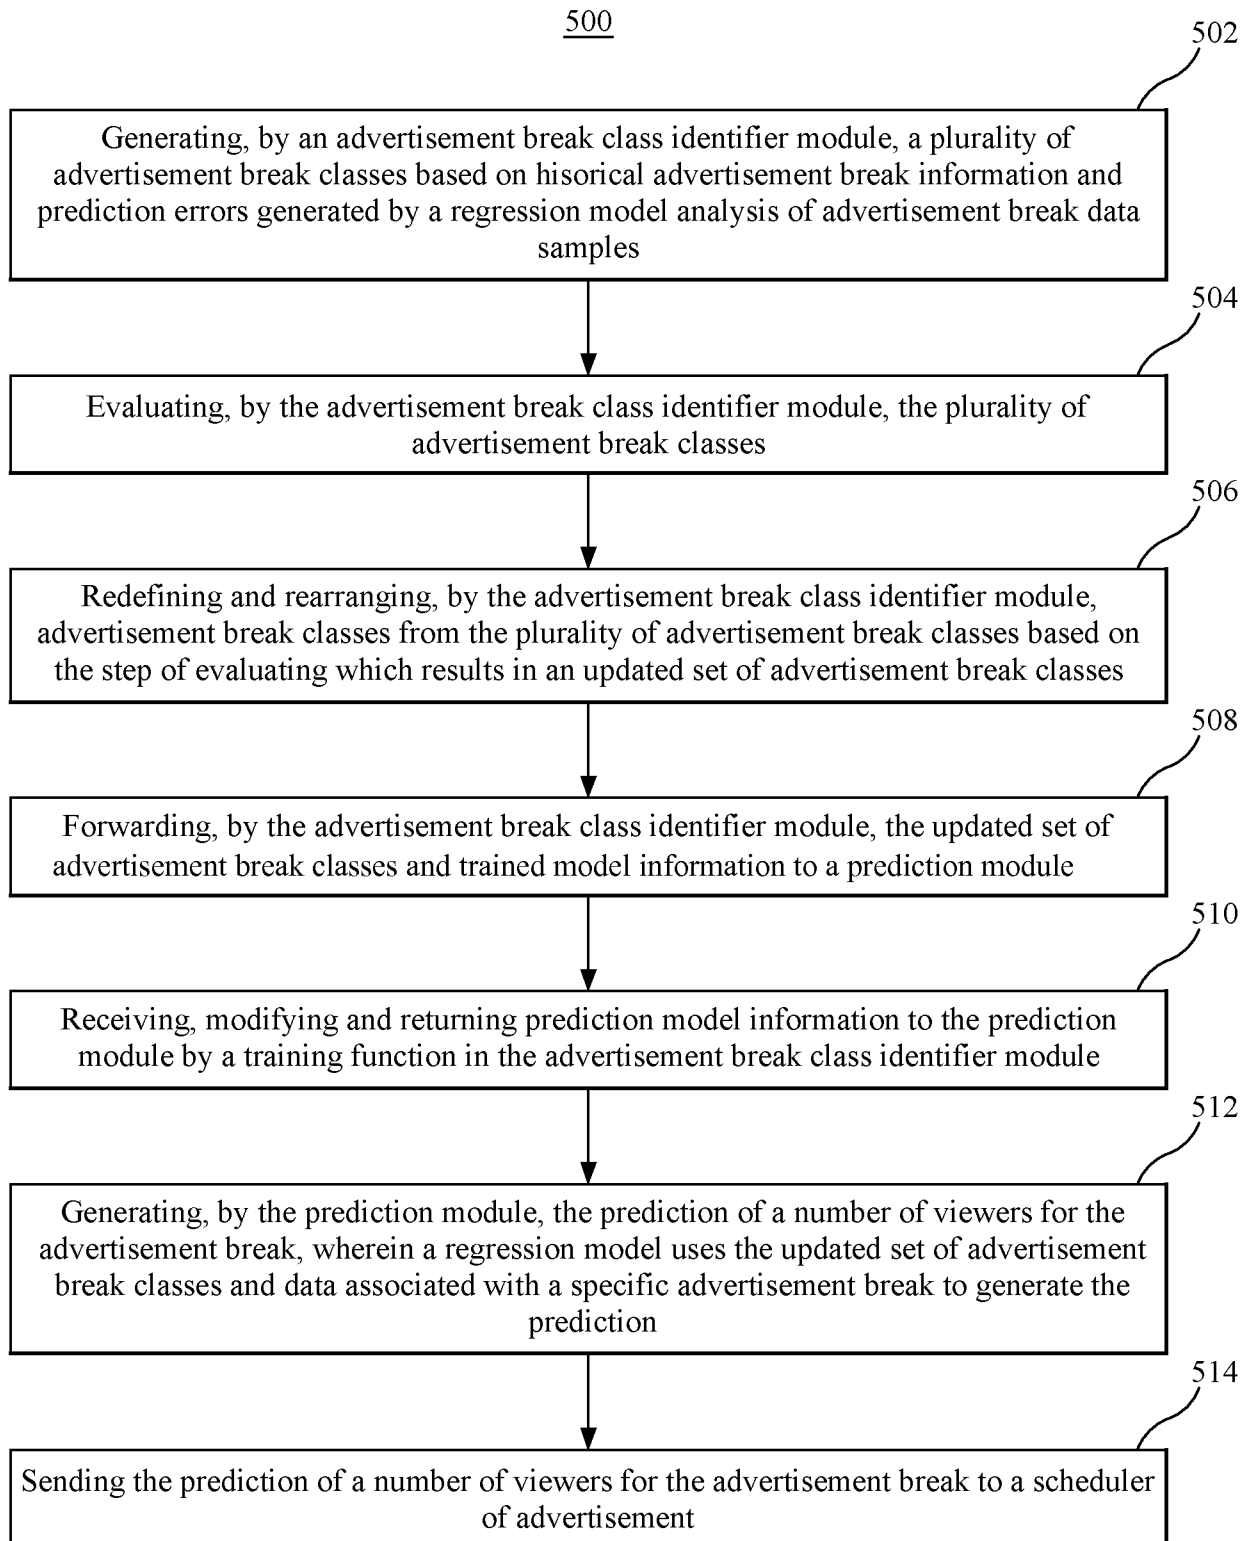 500
502
Generating, by an advertisement break class identifier module, a plurality of
advertisement break classes based on hisorical advertisement break information and
prediction errors generated by a regression model analysis of advertisement break data
samples
504
Evaluating, by the advertisement break class identifier module, the plurality of
advertisement break classes
506
Redefining and rearranging, by the advertisement break class identifier module,
advertisement break classes from the plurality of advertisement break classes based on
the step of evaluating which results in an updated set of advertisement break classes
508
Forwarding, by the advertisement break class identifier module, the updated set of
advertisement break classes and trained model information to a prediction module
510
Receiving, modifying and returning prediction model information to the prediction
module by a training function in the advertisement break class identifier module
512
Generating, by the prediction module, the prediction of a number of viewers for the
advertisement break, wherein a regression model uses the updated set of advertisement
break classes and data associated with a specific advertisement break to generate the
prediction
514
Sending the prediction of a number of viewers for the advertisement break to a scheduler
of advertisement